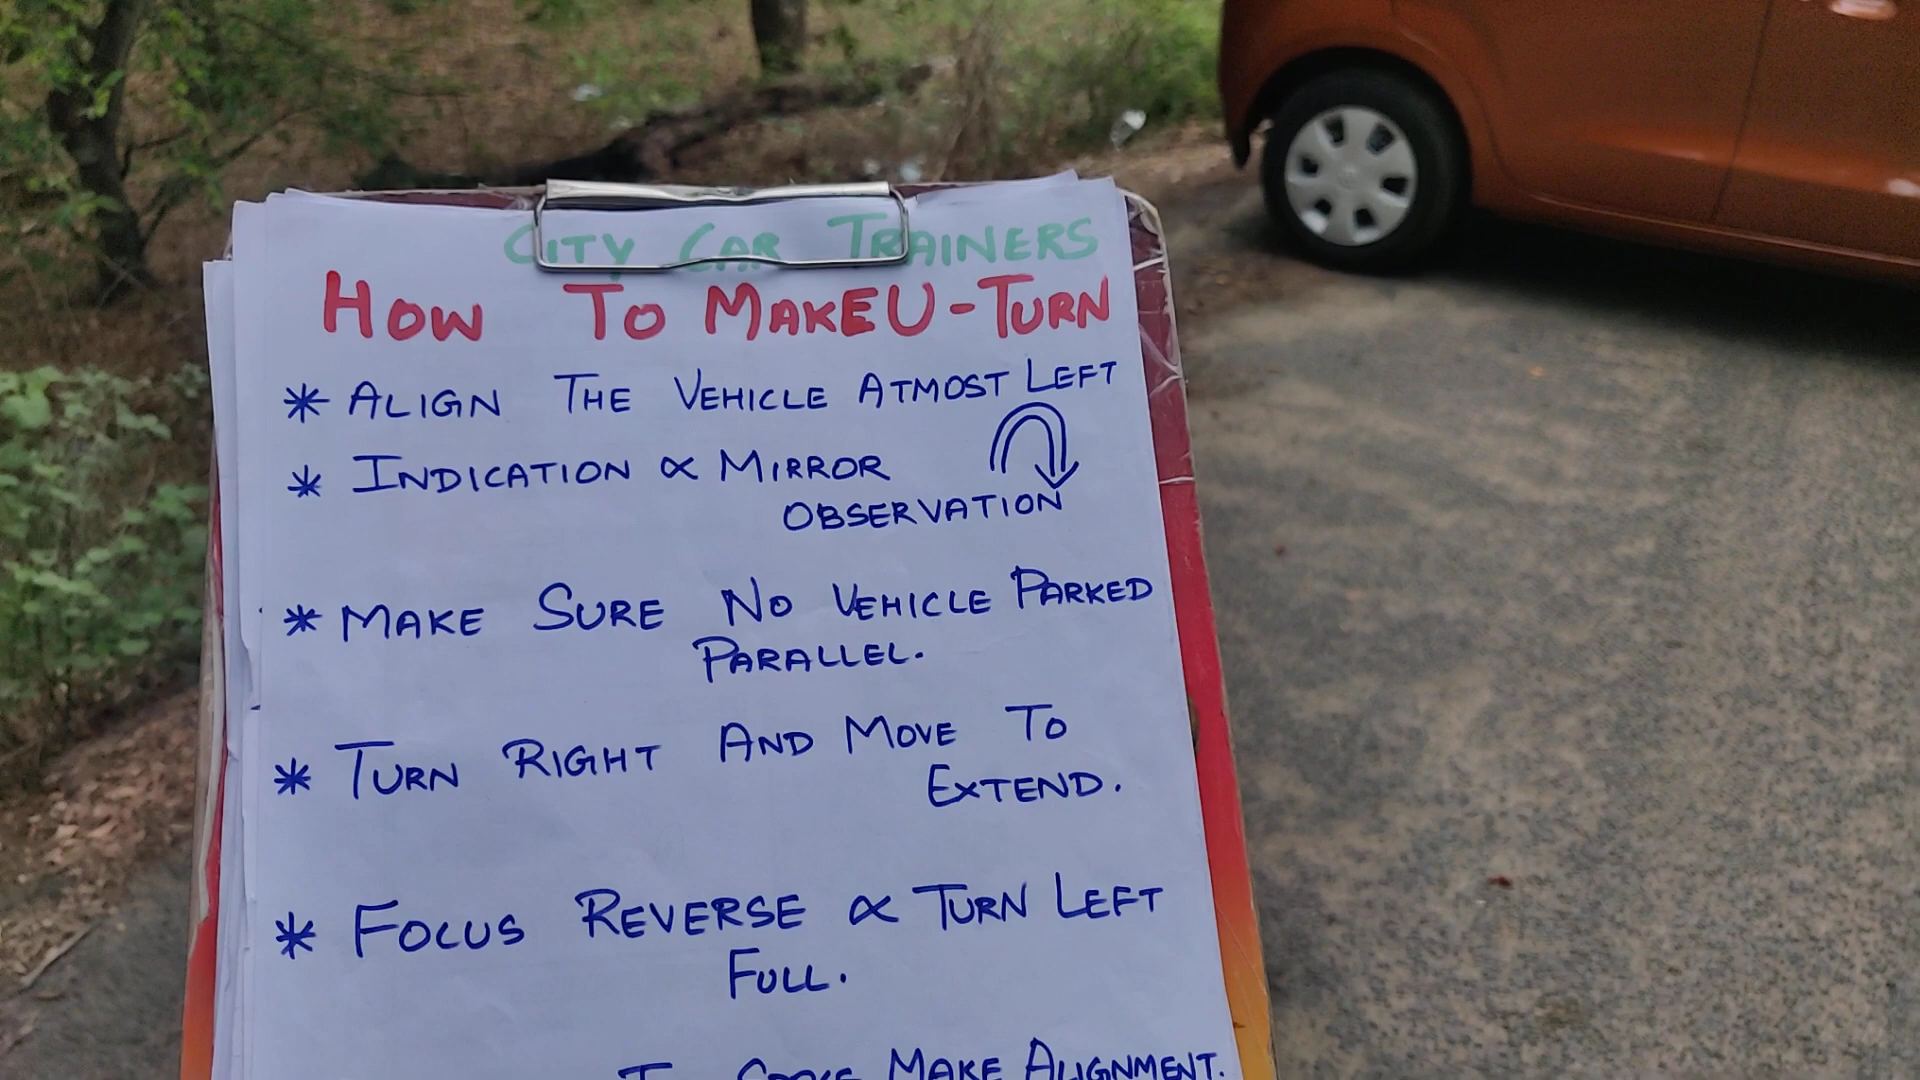 CITY CAR TRAINERS
HOW TO MAKE U-TURN
* ALIGN THE VEHICLE ATMOST LEFT
* INDICATION & MIRROR
OBSERVATION
* MAKE SURE NO VEHICLE PARKED
PARALLEL.
* TURN RIGHT AND MOVE TO
EXTEND.
* FOCUS REVERSE & TURN LEFT
FULL.
MAKE ALIGNMENT.